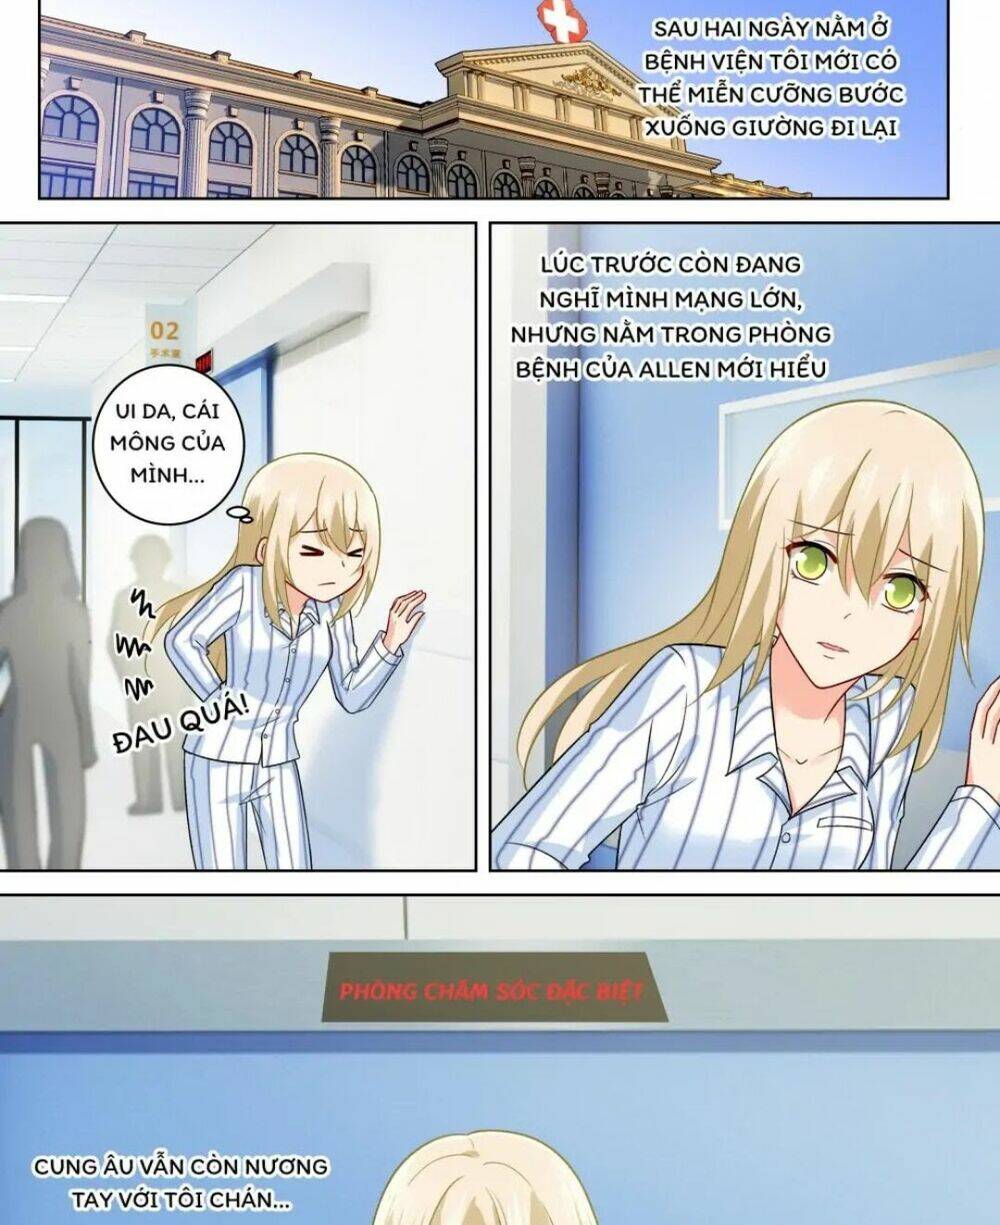 SAU HAI NGÀY NẰM Ở
BỆNH VIỆN TÔI MỚI CÓ
THỂ MIỄN CƯỠNG BƯỚC
XUỐNG GIƯỜNG ĐI LẠI
02
手术室
UI DA, CÁI
MÔNG CỦA
MÌNH...
ĐAU QUÁ!
LÚC TRƯỚC CÒN ĐANG
NGHĨ MÌNH MẠNG LỚN,
NHƯNG NẰM TRONG PHÒNG
BỆNH CỦA ALLEN MỚI HIỂU
PHÒNG CHĂM SÓC ĐẶC BIỆT
CUNG ÂU VẪN CÒN NƯƠNG
TAY VỚI TÔI CHÁN...